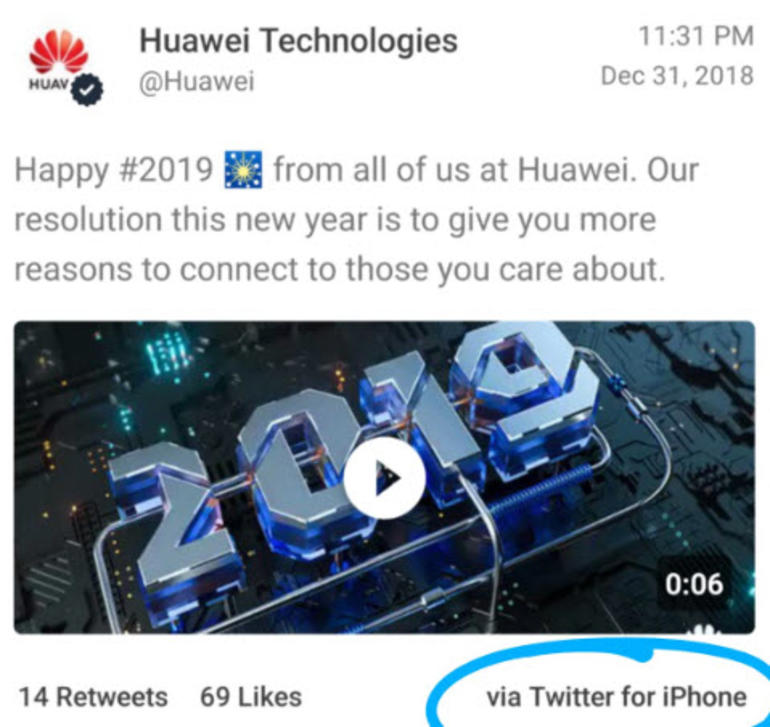 Huawei Technologies
11:31 PM
HUAW
@Huawei
Dec 31, 2018
Happy #2019 🎇 from all of us at Huawei. Our
resolution this new year is to give you more
reasons to connect to those you care about.
2019
0:06
14 Retweets 69 Likes via Twitter for iPhone